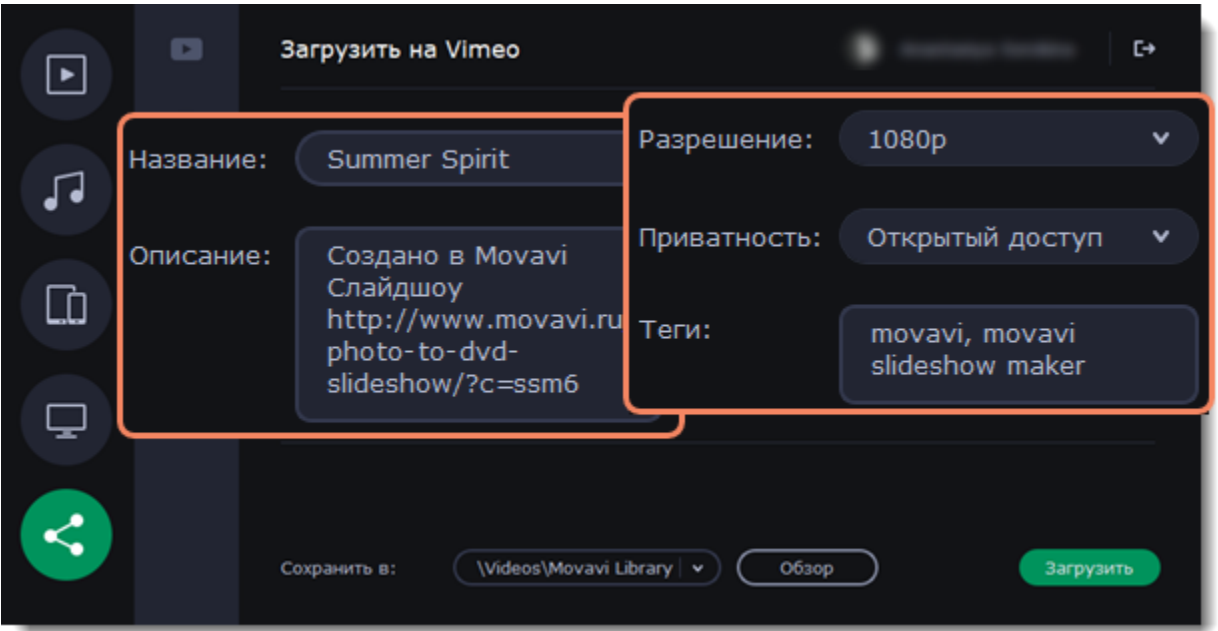 Загрузить на Vimeo
Название:
Summer Spirit
Описание:
Создано в Movavi
Слайдшоу
http://www.movavi.ru
photo-to-dvd-
slideshow/?c=ssm6
Разрешение:
1080p
Приватность:
Открытый доступ
Теги:
movavi, movavi
slideshow maker
Сохранить в:
\Videos\Movavi Library
Обзор
Загрузить